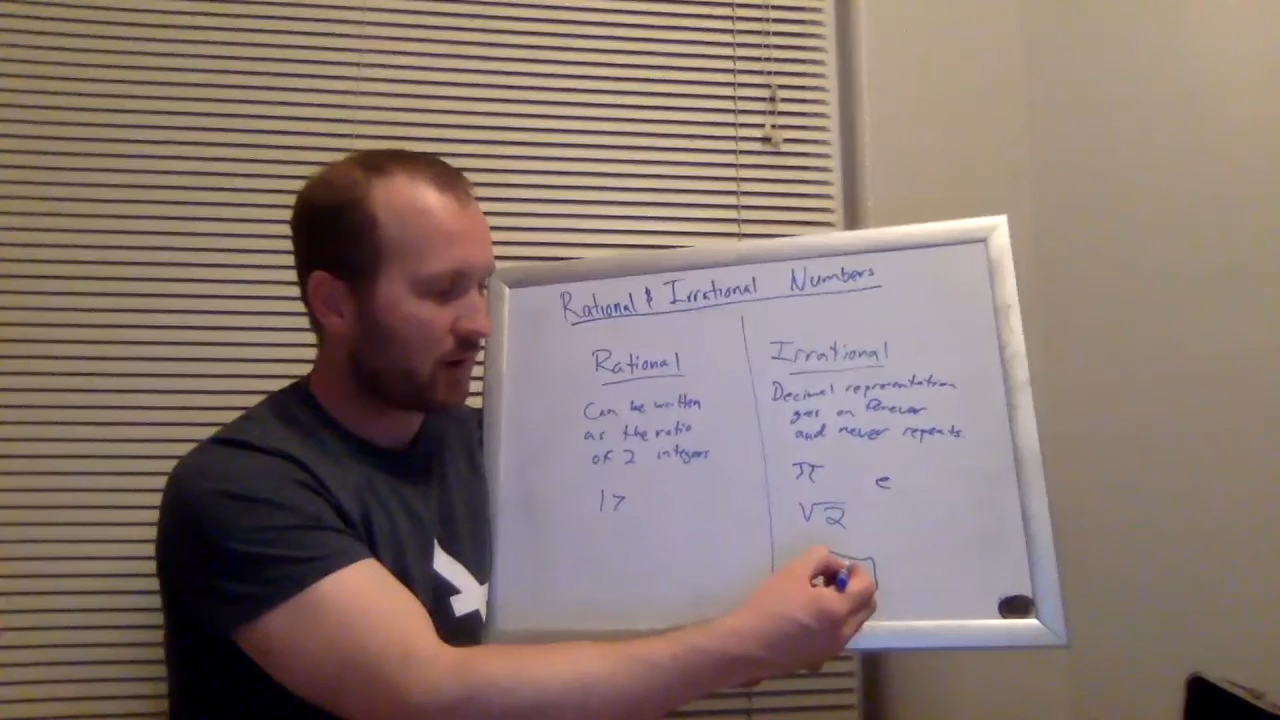 Rational & Irrational Numbers
Rational
Can be written
as the ratio
of 2 integers
17
Irrational
Decimal representation
goes on forever
and never repeats.
π e
√2